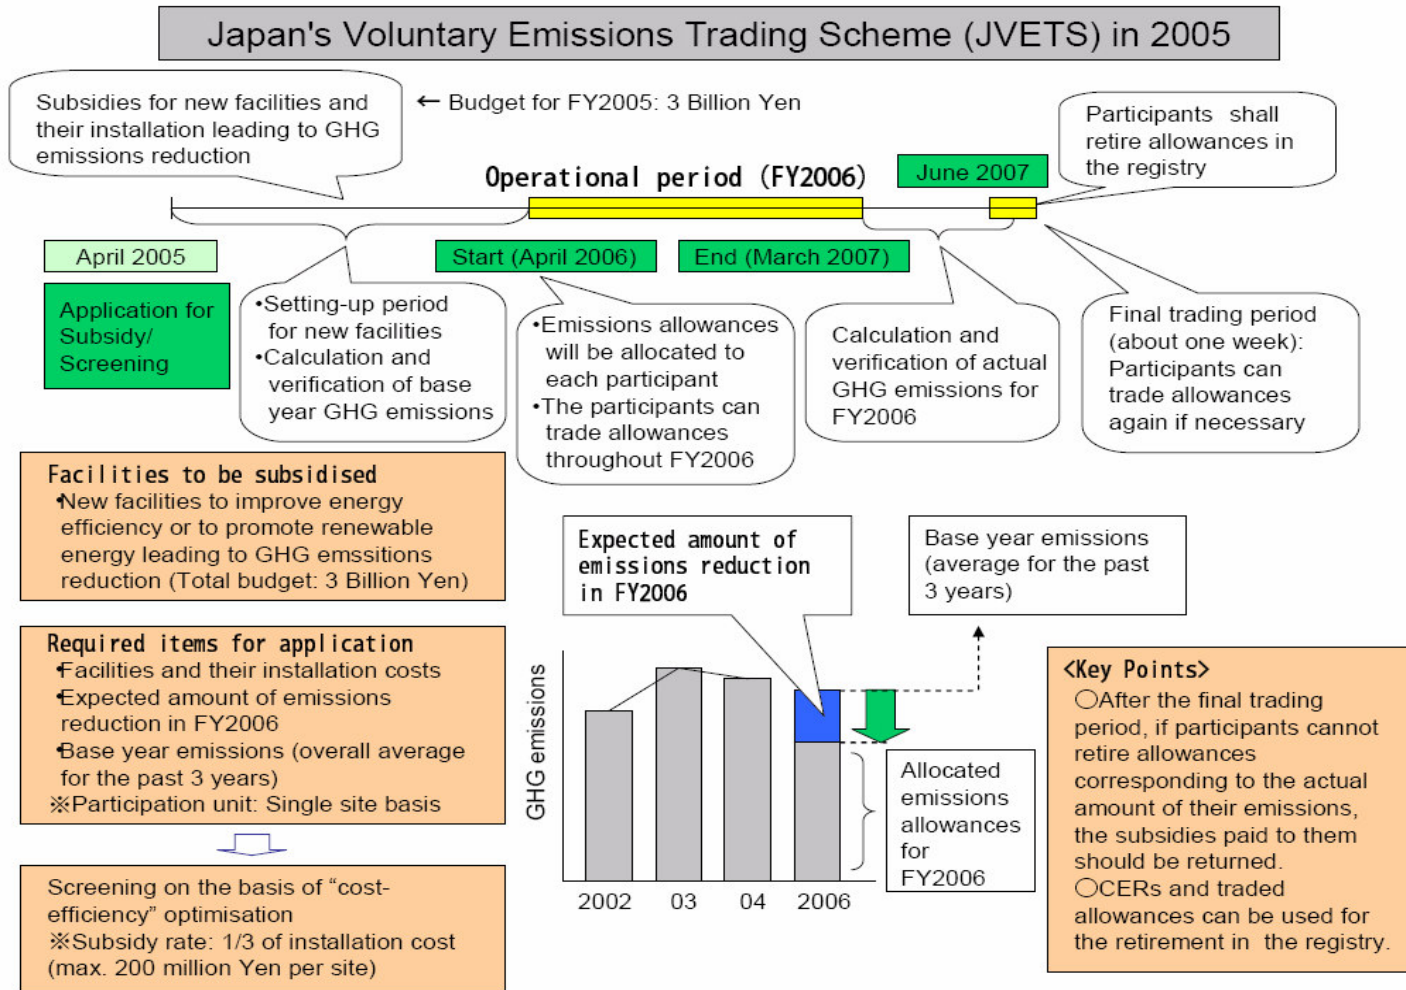 Japan's Voluntary Emissions Trading Scheme (JVETS) in 2005
Subsidies for new facilities and
their installation leading to GHG
emissions reduction
← Budget for FY2005: 3 Billion Yen
Participants shall
retire allowances in
the registry
Operational period (FY2006)
June 2007
April 2005
Start (April 2006)
End (March 2007)
Application for
Subsidy/
Screening
•Setting-up period
for new facilities
•Calculation and
verification of base
year GHG emissions
•Emissions allowances
will be allocated to
each participant
•The participants can
trade allowances
throughout FY2006
Calculation and
verification of actual
GHG emissions for
FY2006
Final trading period
(about one week):
Participants can
trade allowances
again if necessary
Facilities to be subsidised
•New facilities to improve energy
efficiency or to promote renewable
energy leading to GHG emssitions
reduction (Total budget: 3 Billion Yen)
Required items for application
•Facilities and their installation costs
•Expected amount of emissions
reduction in FY2006
•Base year emissions (overall average
for the past 3 years)
※Participation unit: Single site basis
Screening on the basis of “cost-
efficiency” optimisation
※Subsidy rate: 1/3 of installation cost
(max. 200 million Yen per site)
Expected amount of
emissions reduction
in FY2006
Base year emissions
(average for the past
3 years)
GHG emissions
2002 03 04 2006
Allocated
emissions
allowances
for
FY2006
<Key Points>
○After the final trading
period, if participants cannot
retire allowances
corresponding to the actual
amount of their emissions,
the subsidies paid to them
should be returned.
○CERs and traded
allowances can be used for
the retirement in the registry.